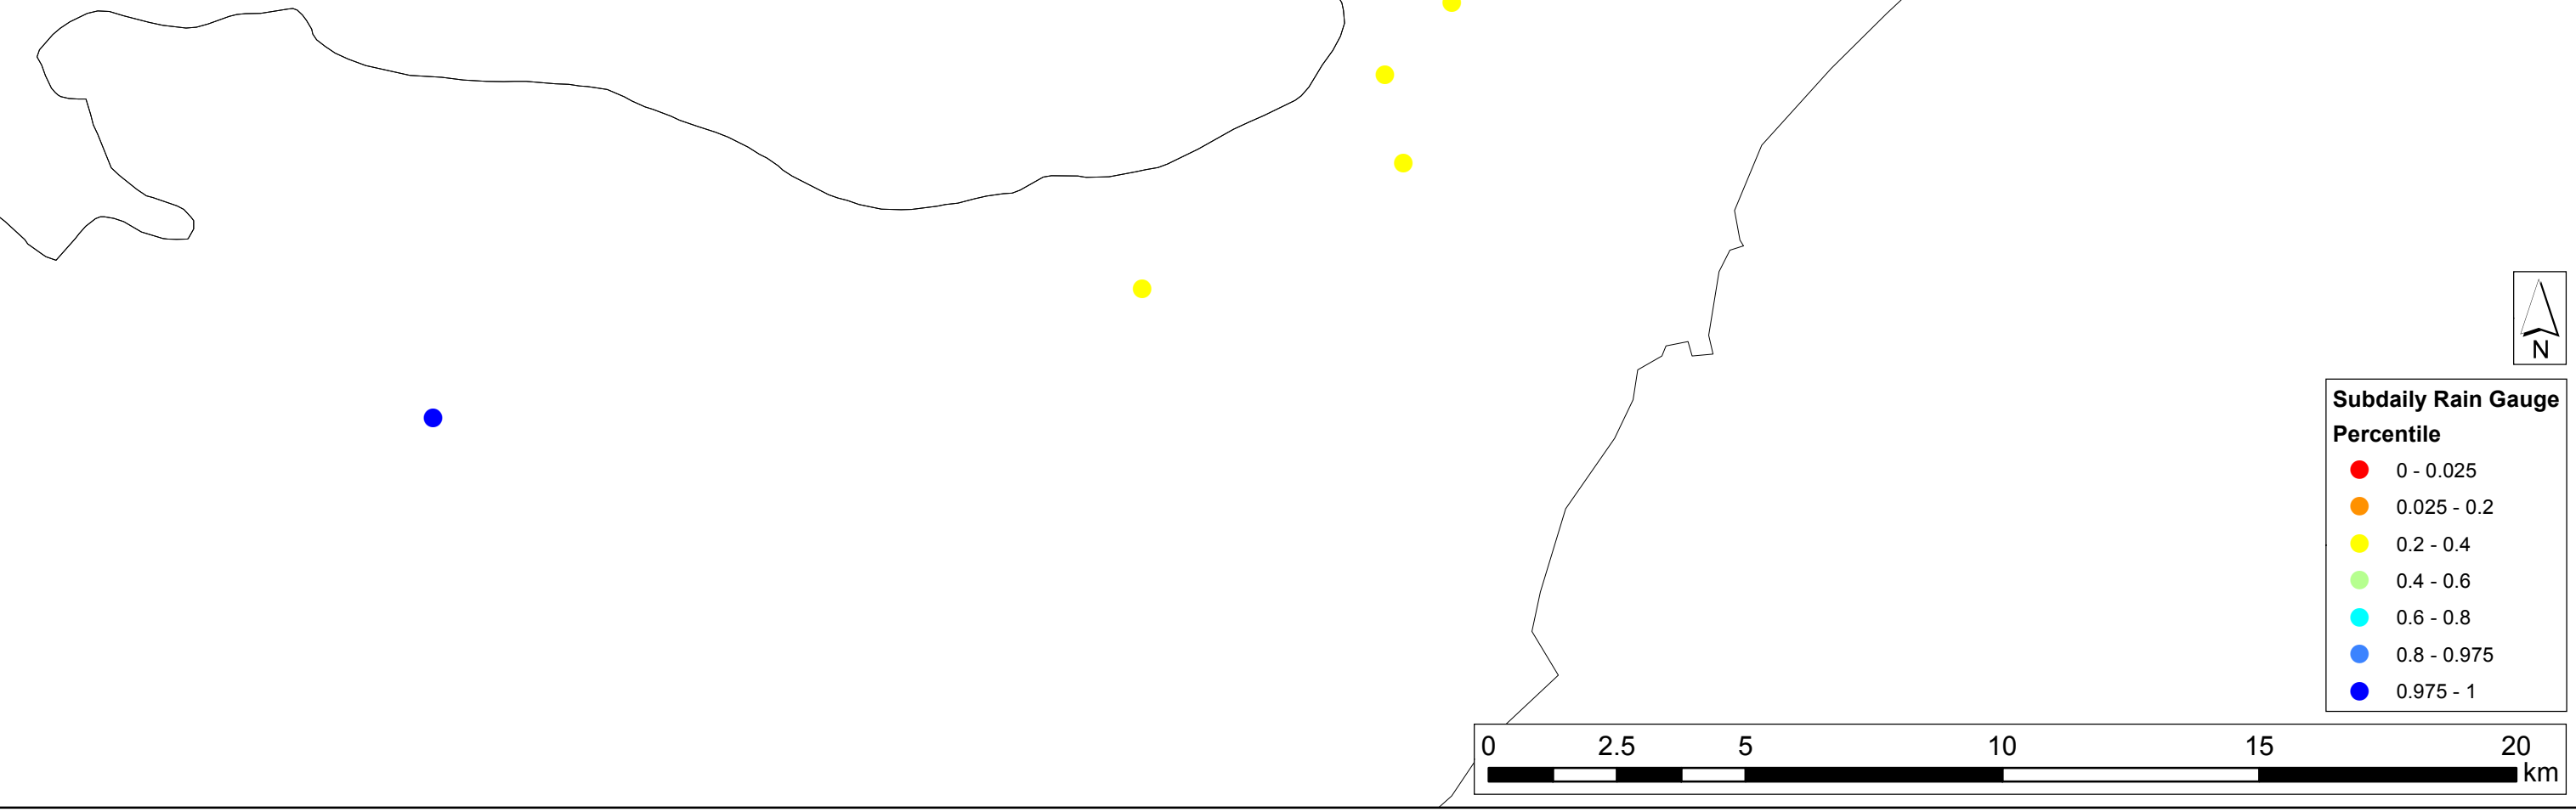 N
Subdaily Rain Gauge
Percentile
0 - 0.025
0.025 - 0.2
0.2 - 0.4
0.4 - 0.6
0.6 - 0.8
0.8 - 0.975
0.975 - 1
0 2.5 5 10 15 20
km